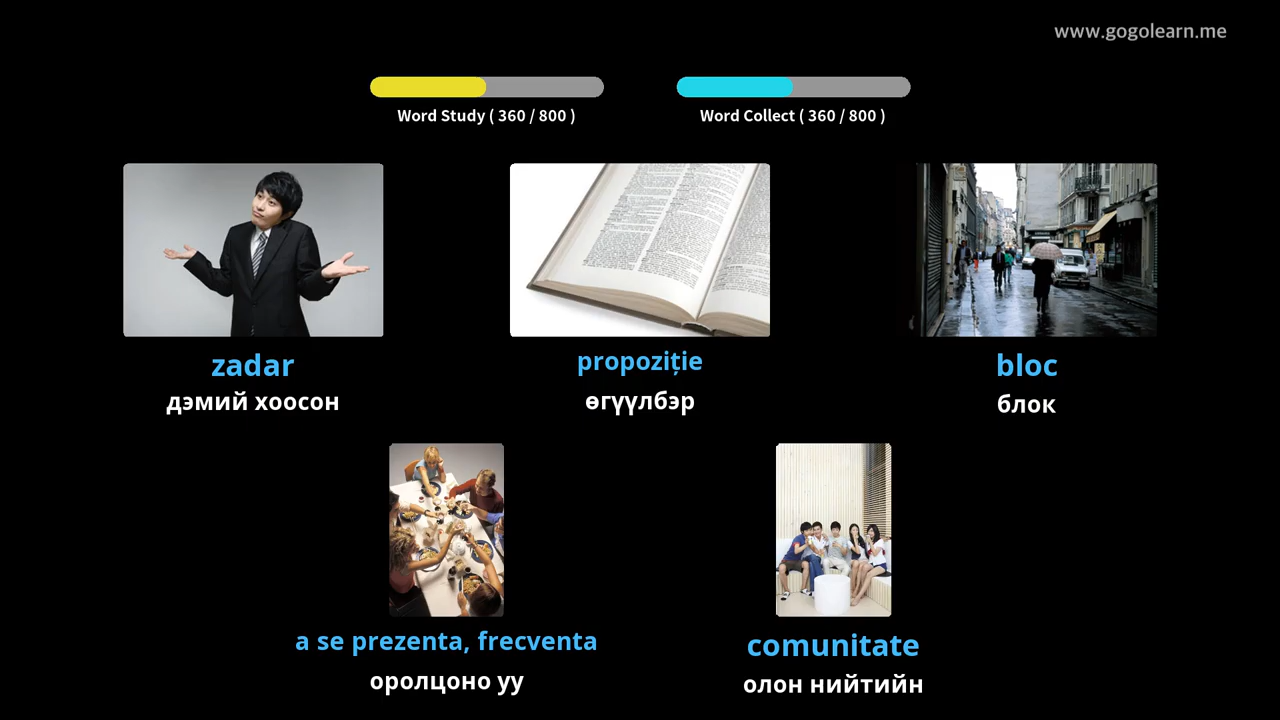 www.gogolearn.me
Word Study ( 360 / 800 )
Word Collect ( 360 / 800 )
zadar
дэмий хоосон
propoziție
өгүүлбэр
bloc
блок
a se prezenta, frecventa
оролцоно уу
comunitate
олон нийтийн